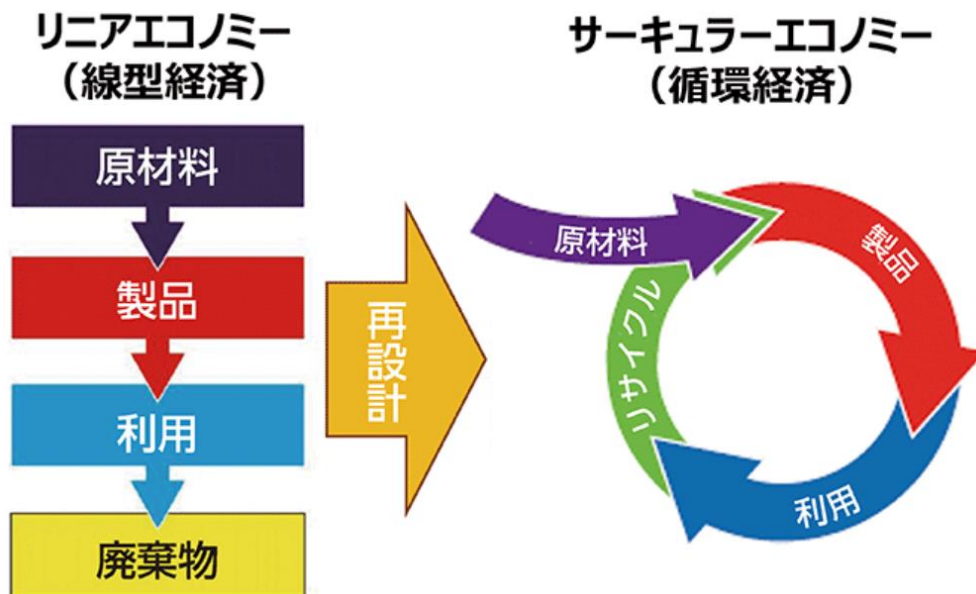 リニアエコノミー
（線型経済）
原材料
製品
利用
廃棄物
再設計
サーキュラーエコノミー
（循環経済）
原材料
製品
利用
リサイクル